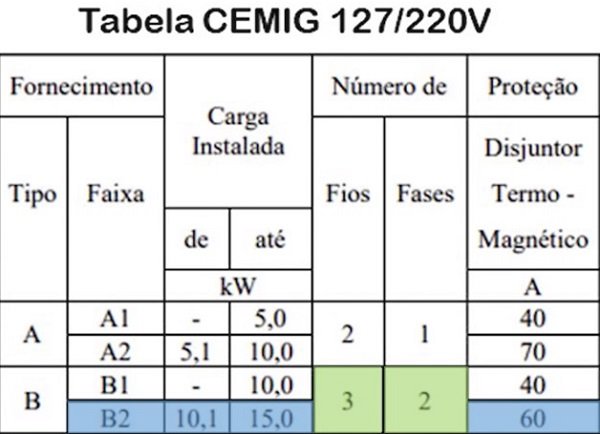 Tabela CEMIG 127/220V
Fornecimento Carga Instalada Número de Proteção
Tipo Faixa Fios Fases Disjuntor Termo - Magnético
de até
kW A
A A1 - 5,0 2 1 40
A2 5,1 10,0 70
B B1 - 10,0 3 2 40
B2 10,1 15,0 60